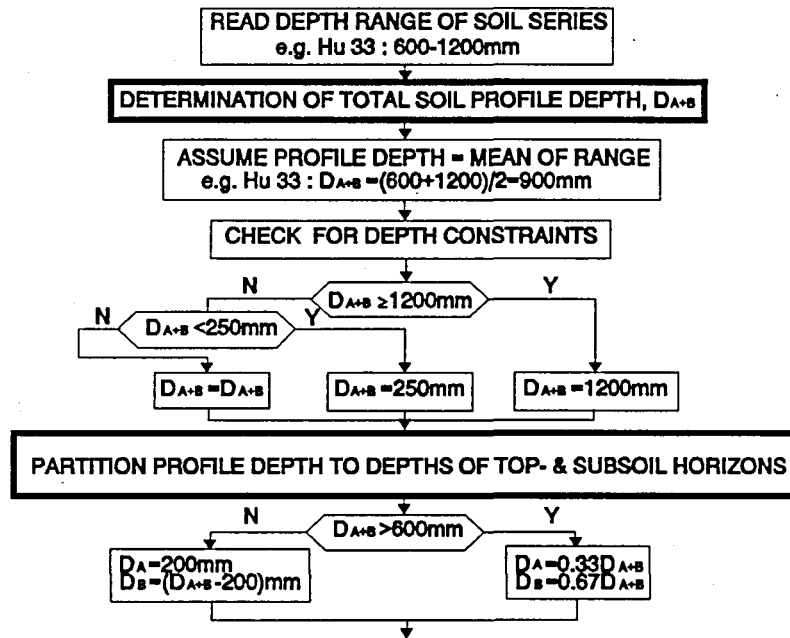 READ DEPTH RANGE OF SOIL SERIES
e.g. Hu 33 : 600-1200mm
DETERMINATION OF TOTAL SOIL PROFILE DEPTH, DA+B
ASSUME PROFILE DEPTH = MEAN OF RANGE
e.g. Hu 33 : DA+B =(600+1200)/2=900mm
CHECK FOR DEPTH CONSTRAINTS
N
DA+B ≥1200mm
Y
N
DA+B <250mm
Y
DA+B =DA+B
DA+B =250mm
DA+B =1200mm
PARTITION PROFILE DEPTH TO DEPTHS OF TOP- & SUBSOIL HORIZONS
N
DA+B >600mm
Y
DA=200mm
DB=(DA+B -200)mm
DA=0.33DA+B
DB=0.67DA+B